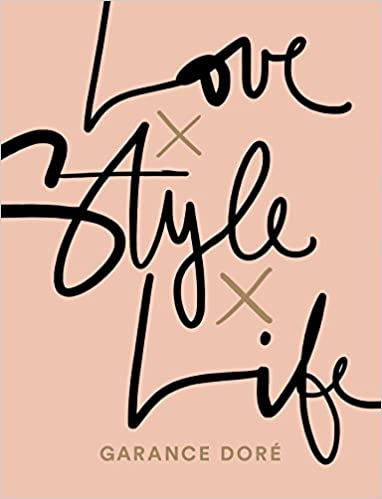 Love
×
Style
×
Life
GARANCE DORÉ